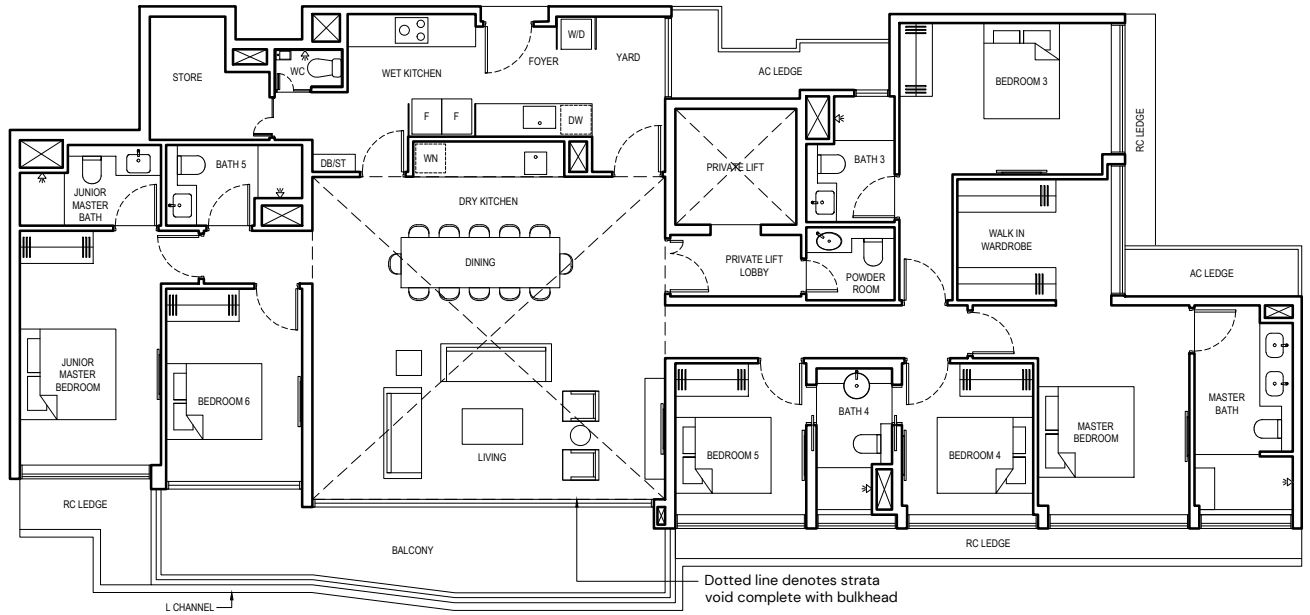 STORE
WC
WET KITCHEN
FOYER
W/D
YARD
AC LEDGE
BEDROOM 3
RC LEDGE
F
F
DW
DB/ST
WN
PRIVATE LIFT
BATH 3
JUNIOR
MASTER
BATH
BATH 5
DRY KITCHEN
DINING
PRIVATE LIFT
LOBBY
POWDER
ROOM
WALK IN
WARDROBE
AC LEDGE
JUNIOR
MASTER
BEDROOM
BEDROOM 6
LIVING
BEDROOM 5
BATH 4
BEDROOM 4
MASTER
BEDROOM
MASTER
BATH
RC LEDGE
BALCONY
RC LEDGE
L CHANNEL
Dotted line denotes strata
void complete with bulkhead